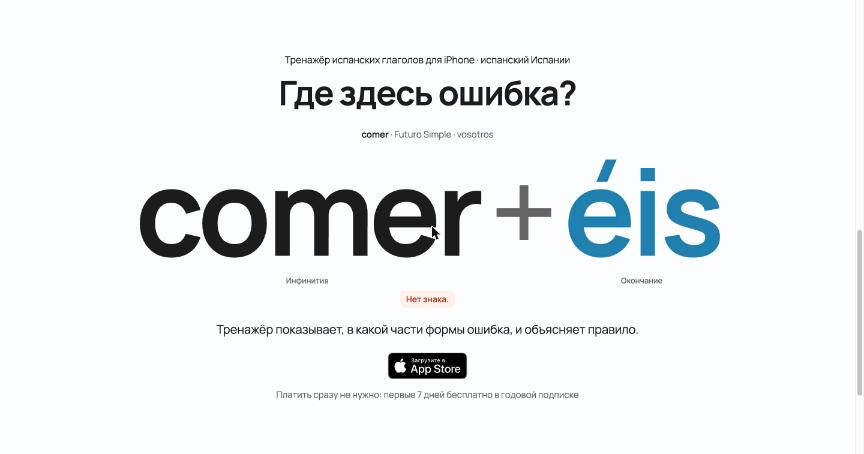 Тренажёр испанских глаголов для iPhone · испанский Испании
Где здесь ошибка?
comer · Futuro Simple · vosotros
comer + éis
Инфинитив
Окончание
Нет знака.
Тренажёр показывает, в какой части формы ошибка, и объясняет правило.
Загрузите в
App Store
Платить сразу не нужно: первые 7 дней бесплатно в годовой подписке